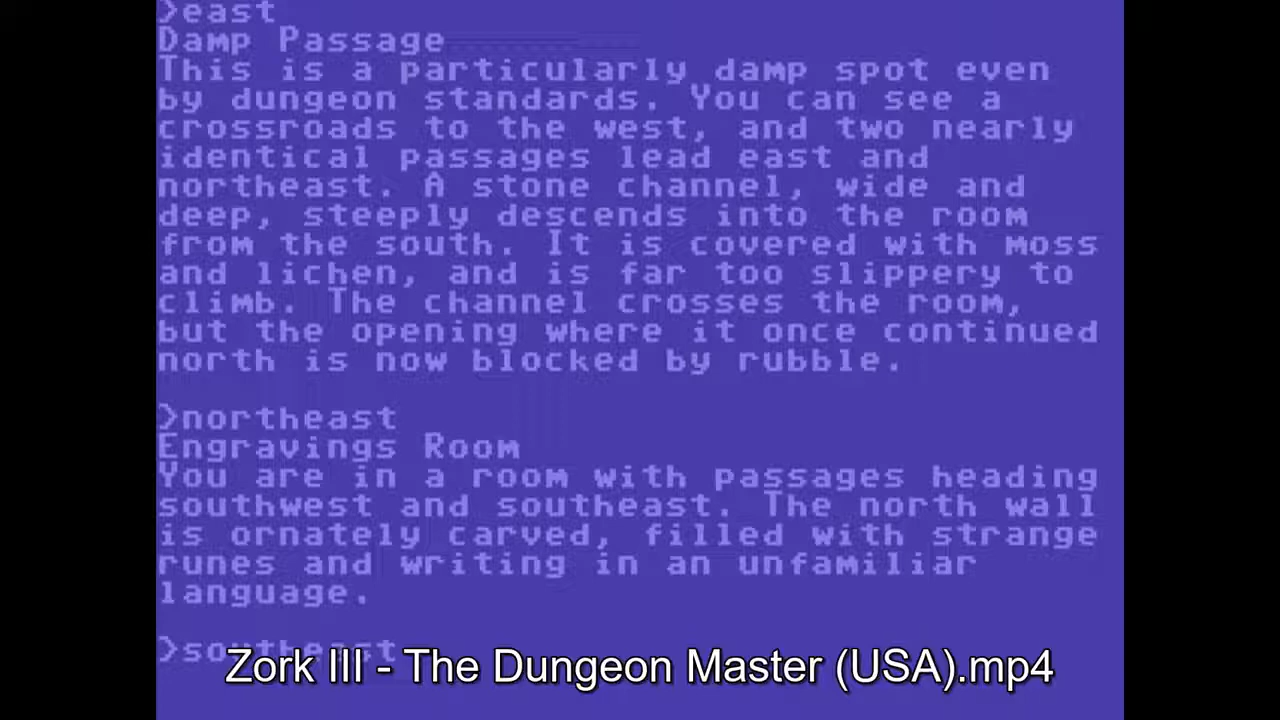 >east
Damp Passage
This is a particularly damp spot even
by dungeon standards. You can see a
crossroads to the west, and two nearly
identical passages lead east and
northeast. A stone channel, wide and
deep, steeply descends into the room
from the south. It is covered with moss
and lichen, and is far too slippery to
climb. The channel crosses the room,
but the opening where it once continued
north is now blocked by rubble.
>northeast
Engravings Room
You are in a room with passages heading
southwest and southeast. The north wall
is ornately carved, filled with strange
runes and writing in an unfamiliar
language.
>southeast
Zork III - The Dungeon Master (USA).mp4